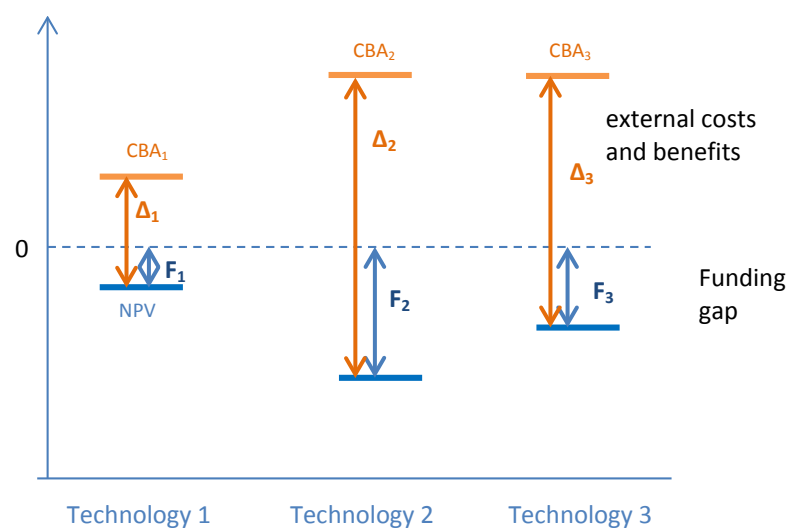 CBA₁
CBA₂
CBA₃
Δ₁
Δ₂
Δ₃
external costs
and benefits
0
F₁
F₂
F₃
NPV
Funding
gap
Technology 1
Technology 2
Technology 3